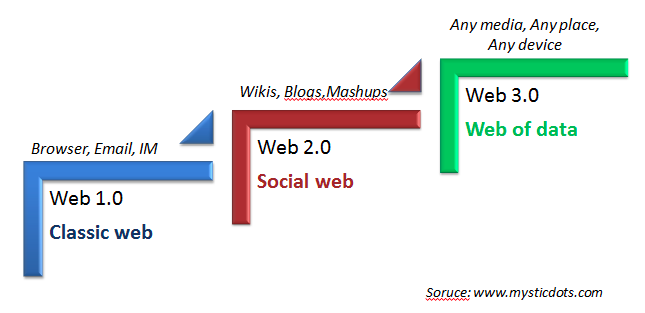 Browser, Email, IM
Web 1.0
Classic web
Wikis, Blogs,Mashups
Web 2.0
Social web
Any media, Any place,
Any device
Web 3.0
Web of data
Soruce: www.mysticdots.com